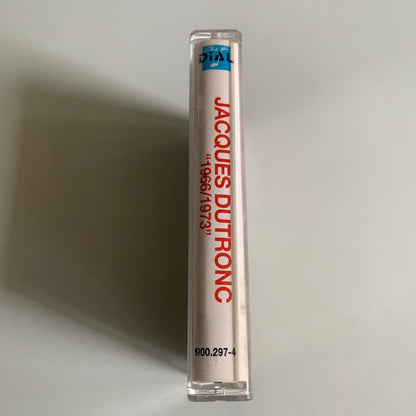 DIAL
JACQUES DUTRONC
"1966/1973"
900.297-4